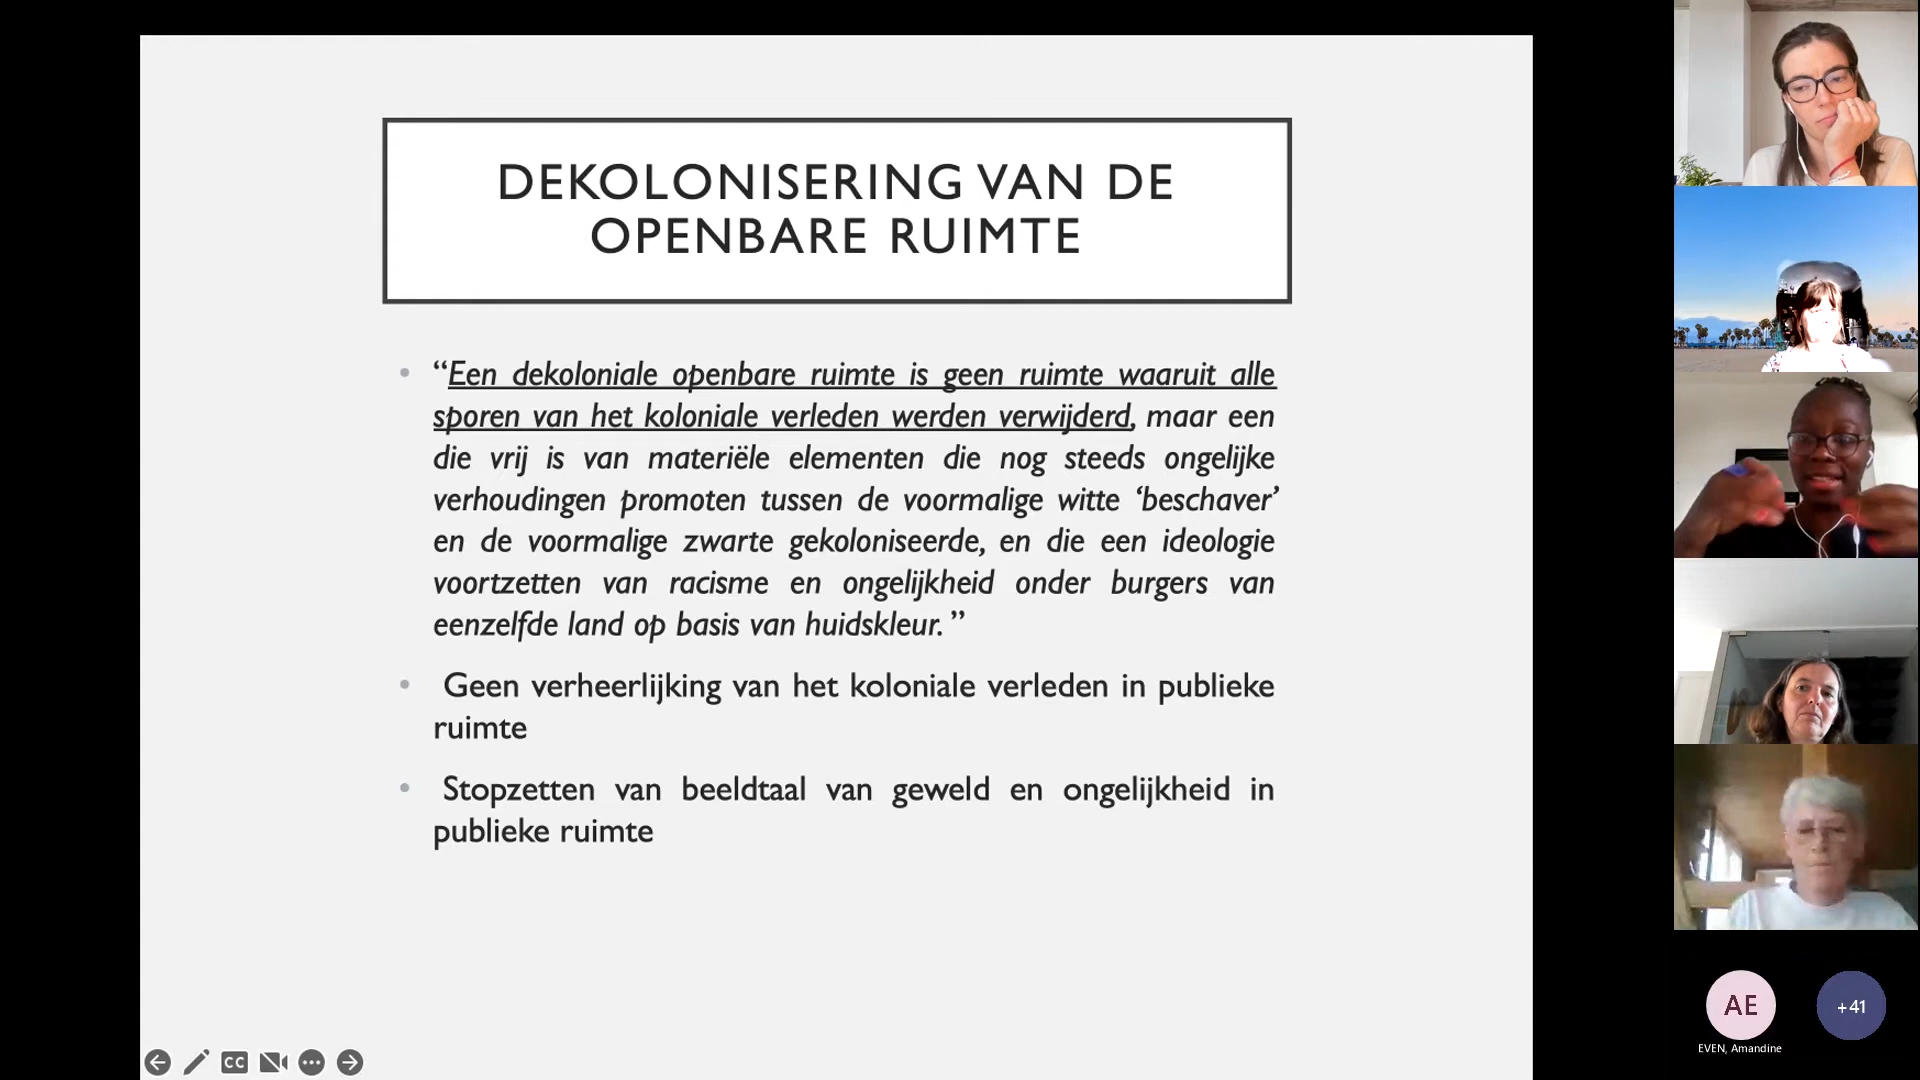 DEKOLONISERING VAN DE
OPENBARE RUIMTE
• “Een dekoloniale openbare ruimte is geen ruimte waaruit alle
sporen van het koloniale verleden werden verwijderd, maar een
die vrij is van materiële elementen die nog steeds ongelijke
verhoudingen promoten tussen de voormalige witte ‘beschaver’
en de voormalige zwarte gekoloniseerde, en die een ideologie
voortzetten van racisme en ongelijkheid onder burgers van
eenzelfde land op basis van huidskleur. ”
• Geen verheerlijking van het koloniale verleden in publieke
ruimte
• Stopzetten van beeldtaal van geweld en ongelijkheid in
publieke ruimte
CC
AE
+41
EVEN, Amandine